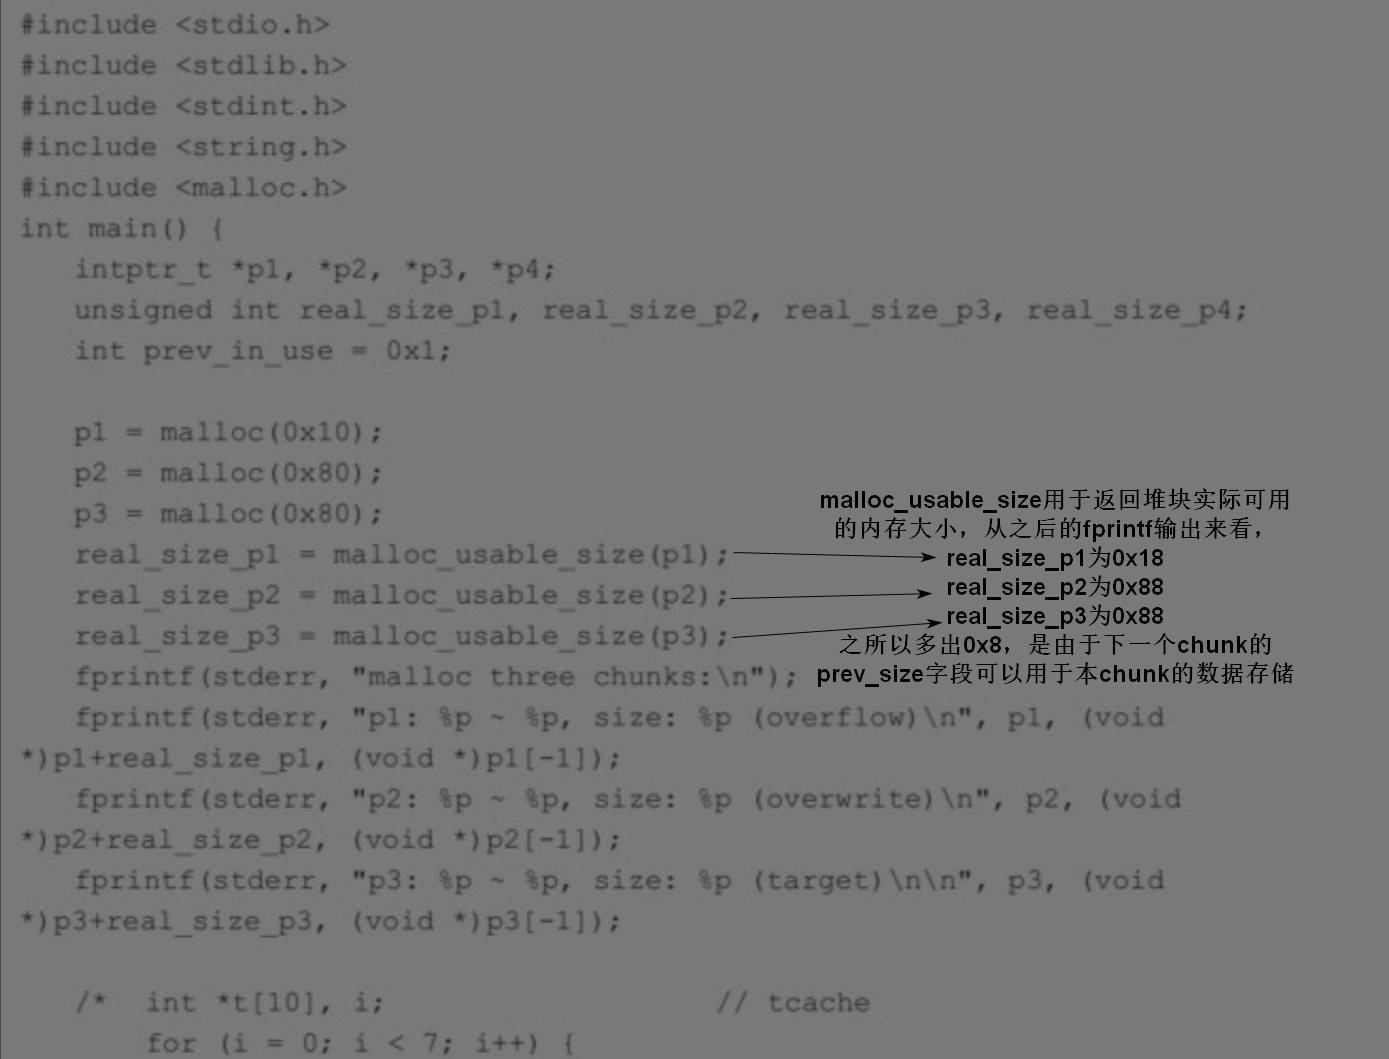 #include <stdio.h>
#include <stdlib.h>
#include <stdint.h>
#include <string.h>
#include <malloc.h>
int main() {
intptr_t *p1, *p2, *p3, *p4;
unsigned int real_size_p1, real_size_p2, real_size_p3, real_size_p4;
int prev_in_use = 0x1;
p1 = malloc(0x10);
p2 = malloc(0x80);
p3 = malloc(0x80);
real_size_p1 = malloc_usable_size(p1);
real_size_p2 = malloc_usable_size(p2);
real_size_p3 = malloc_usable_size(p3);
malloc_usable_size用于返回堆块实际可用
的内存大小，从之后的fprintf输出来看，
real_size_p1为0x18
real_size_p2为0x88
real_size_p3为0x88
之所以多出0x8，是由于下一个chunk的
prev_size字段可以用于本chunk的数据存储
fprintf(stderr, "malloc three chunks:\n");
fprintf(stderr, "p1: %p ~ %p, size: %p (overflow)\n", p1, (void
*)p1+real_size_p1, (void *)p1[-1]);
fprintf(stderr, "p2: %p ~ %p, size: %p (overwrite)\n", p2, (void
*)p2+real_size_p2, (void *)p2[-1]);
fprintf(stderr, "p3: %p ~ %p, size: %p (target)\n\n", p3, (void
*)p3+real_size_p3, (void *)p3[-1]);
/* int *t[10], i; // tcache
for (i = 0; i < 7; i++) {